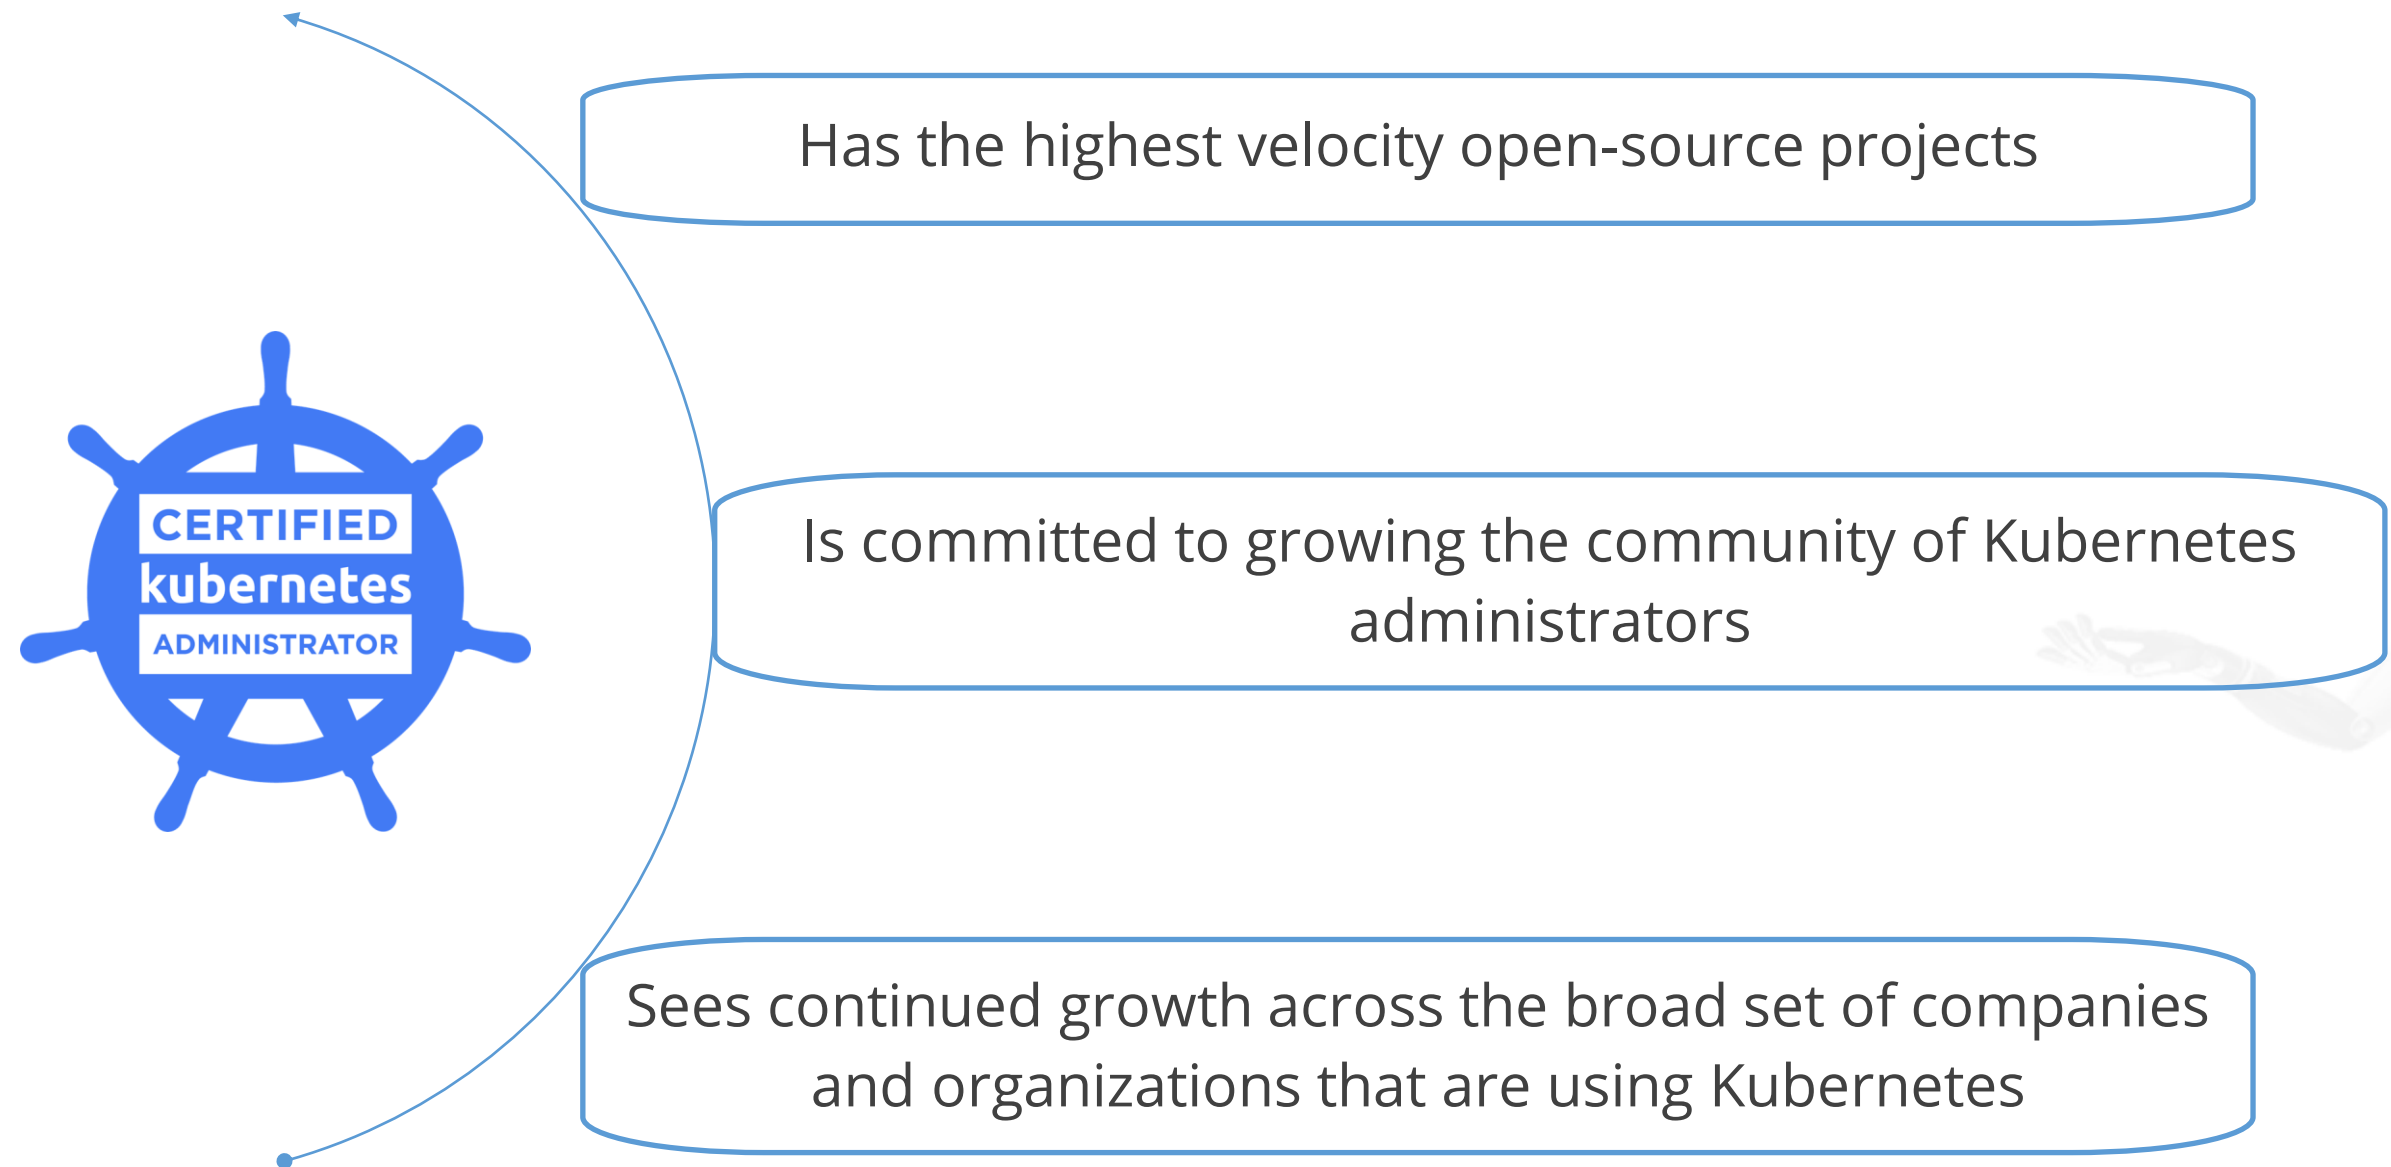 Has the highest velocity open-source projects
CERTIFIED
kubernetes
ADMINISTRATOR
Is committed to growing the community of Kubernetes
administrators
Sees continued growth across the broad set of companies
and organizations that are using Kubernetes